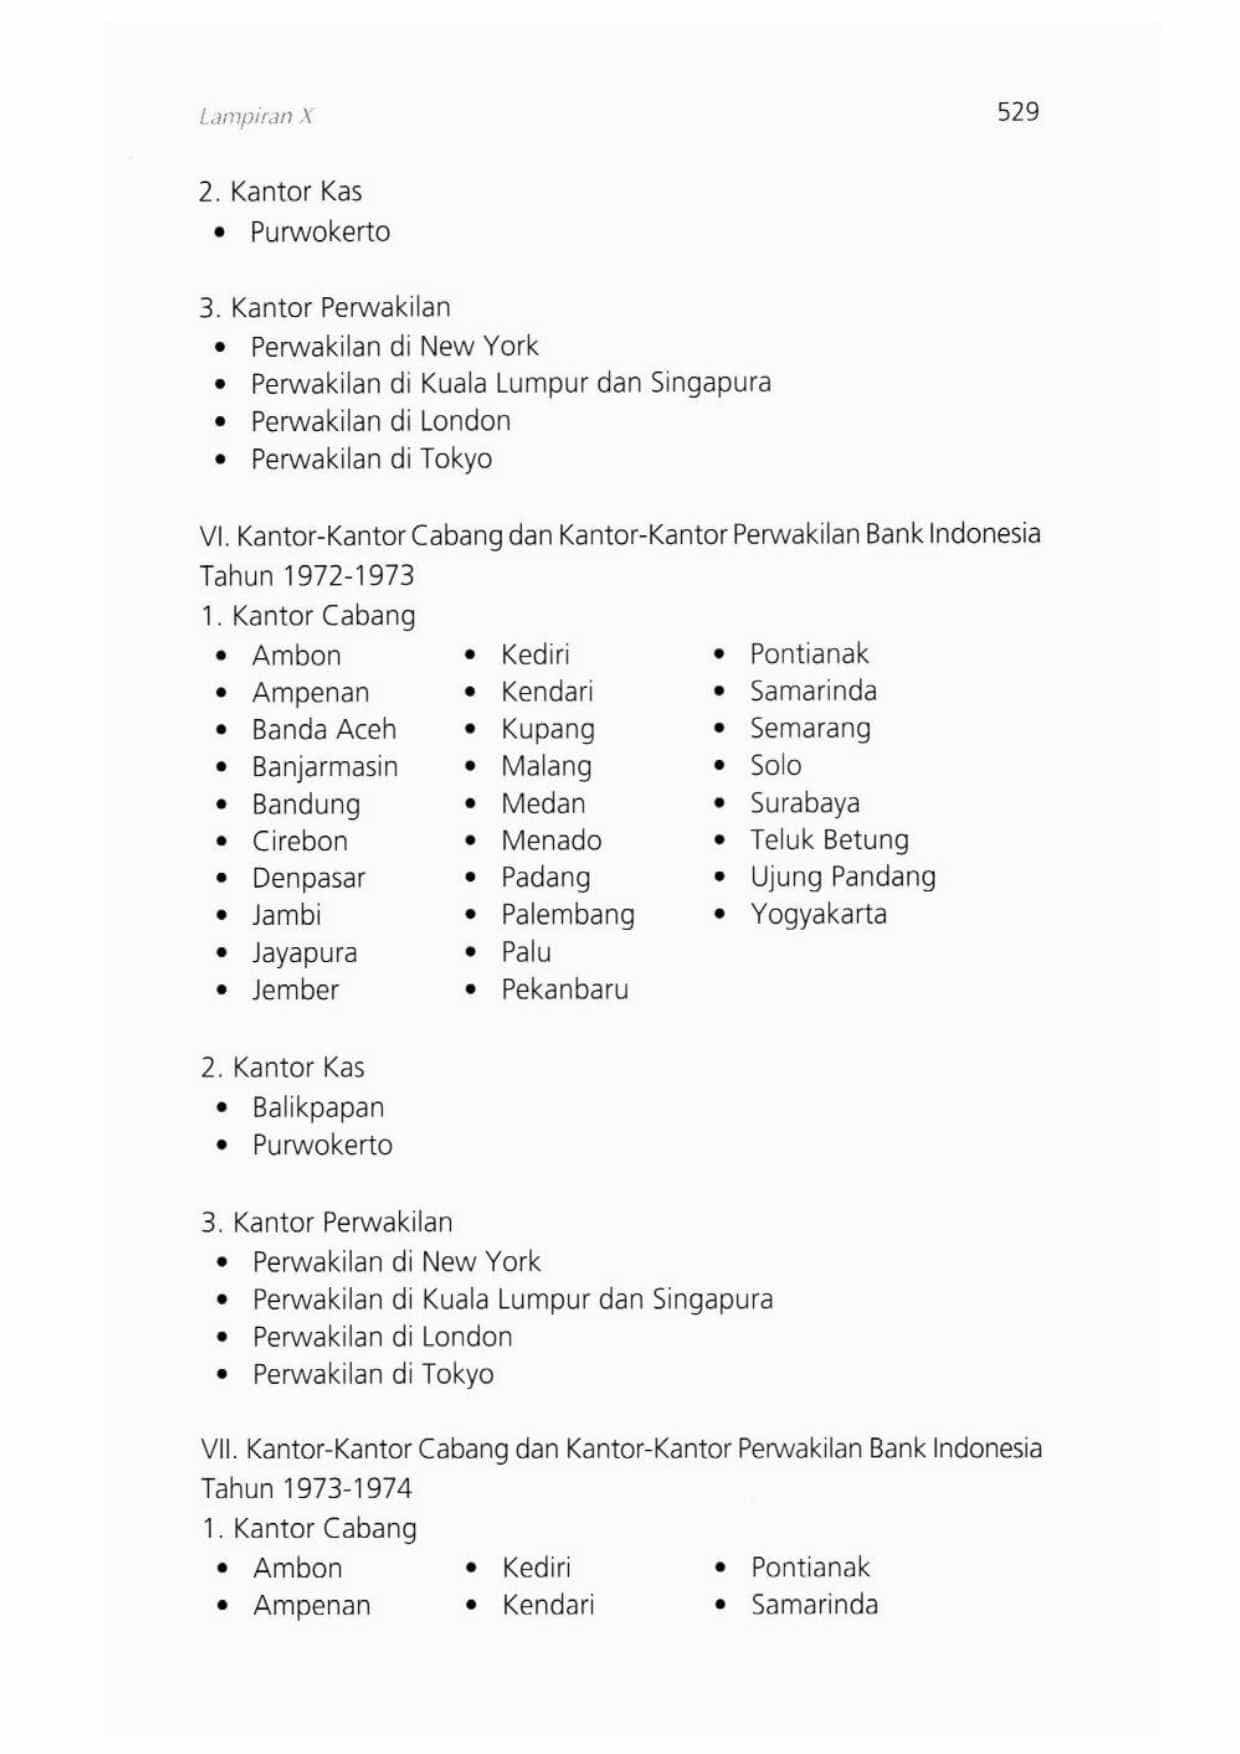 Lampiran X 529
2. Kantor Kas
• Purwokerto
3. Kantor Perwakilan
• Perwakilan di New York
• Perwakilan di Kuala Lumpur dan Singapura
• Perwakilan di London
• Perwakilan di Tokyo
VI. Kantor-Kantor Cabang dan Kantor-Kantor Perwakilan Bank Indonesia
Tahun 1972-1973
1. Kantor Cabang
• Ambon
• Ampenan
• Banda Aceh
• Banjarmasin
• Bandung
• Cirebon
• Denpasar
• Jambi
• Jayapura
• Jember
• Kediri
• Kendari
• Kupang
• Malang
• Medan
• Menado
• Padang
• Palembang
• Palu
• Pekanbaru
• Pontianak
• Samarinda
• Semarang
• Solo
• Surabaya
• Teluk Betung
• Ujung Pandang
• Yogyakarta
2. Kantor Kas
• Balikpapan
• Purwokerto
3. Kantor Perwakilan
• Perwakilan di New York
• Perwakilan di Kuala Lumpur dan Singapura
• Perwakilan di London
• Perwakilan di Tokyo
VII. Kantor-Kantor Cabang dan Kantor-Kantor Perwakilan Bank Indonesia
Tahun 1973-1974
1. Kantor Cabang
• Ambon
• Ampenan
• Kediri
• Kendari
• Pontianak
• Samarinda